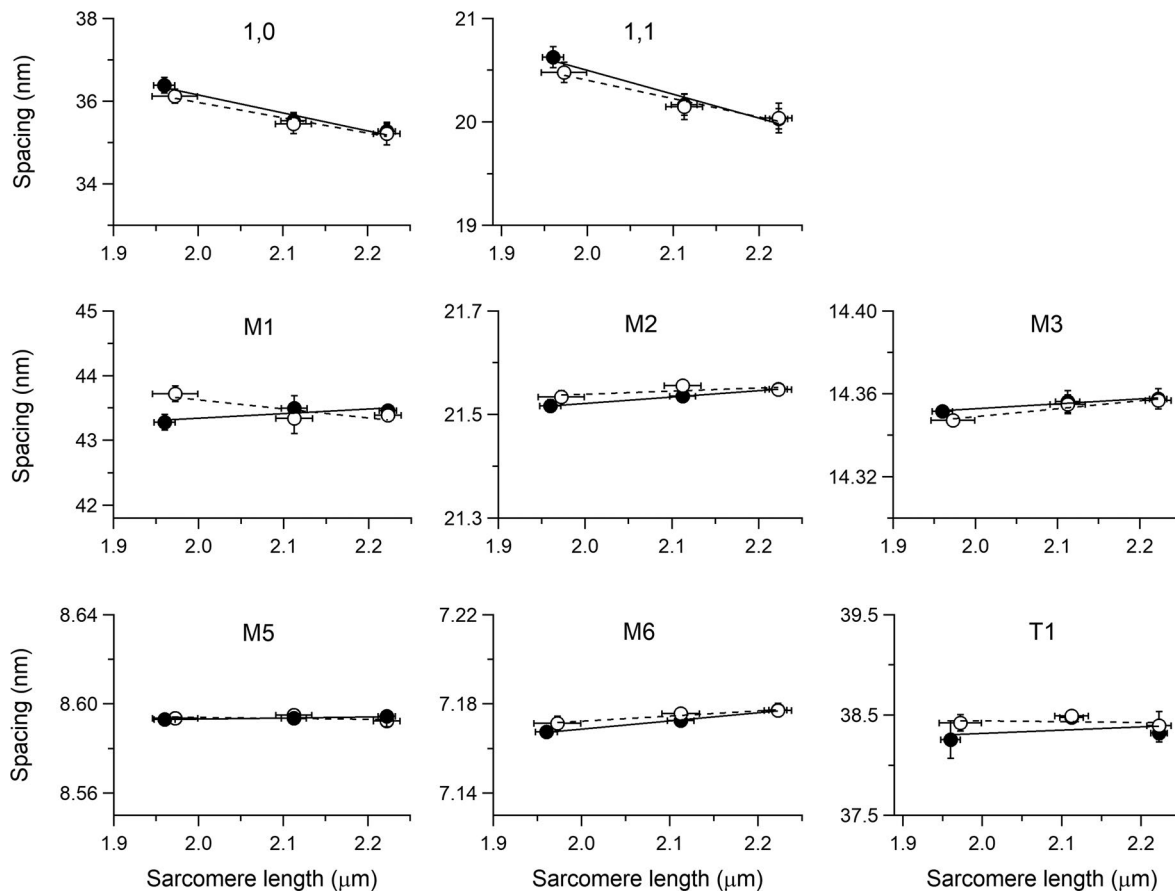 1,0
1,1
Spacing (nm)
38
36
34
21
20
19
1.9 2.0 2.1 2.2
1.9 2.0 2.1 2.2
M1
M2
M3
Spacing (nm)
45
44
43
42
21.7
21.5
21.3
14.40
14.36
14.32
1.9 2.0 2.1 2.2
1.9 2.0 2.1 2.2
1.9 2.0 2.1 2.2
M5
M6
T1
Spacing (nm)
8.64
8.60
8.56
7.22
7.18
7.14
39.5
38.5
37.5
1.9 2.0 2.1 2.2
1.9 2.0 2.1 2.2
1.9 2.0 2.1 2.2
Sarcomere length (μm)
Sarcomere length (μm)
Sarcomere length (μm)